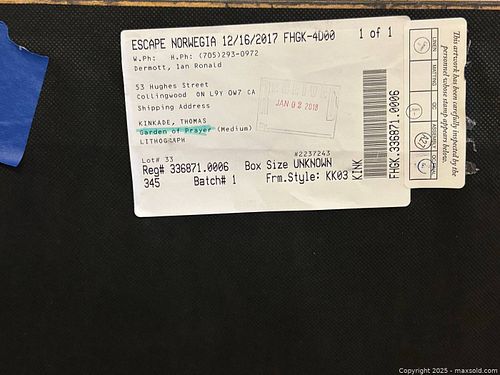 ESCAPE NORWEGIA 12/16/2017 FHGK-4D00 1 of 1
W.Ph: H.Ph: (705)293-0972
Dermott, Ian Ronald
53 Hughes Street
Collingwood ON L9Y 0W7 CA
Shipping Address
KINKADE, THOMAS
Garden of Prayer (Medium)
LITHOGRAPH
JAN 02 2018
Lot# 33 #2237243
Reg# 336871.0006 Box Size UNKNOWN
345 Batch# 1 Frm.Style: KK03
KINK
FHGK.336871.0006
This artwork has been carefully inspected by the
personnel whose stamp appears below.
LINEN
MATTING
QC
Copyright 2025 - maxsold.com